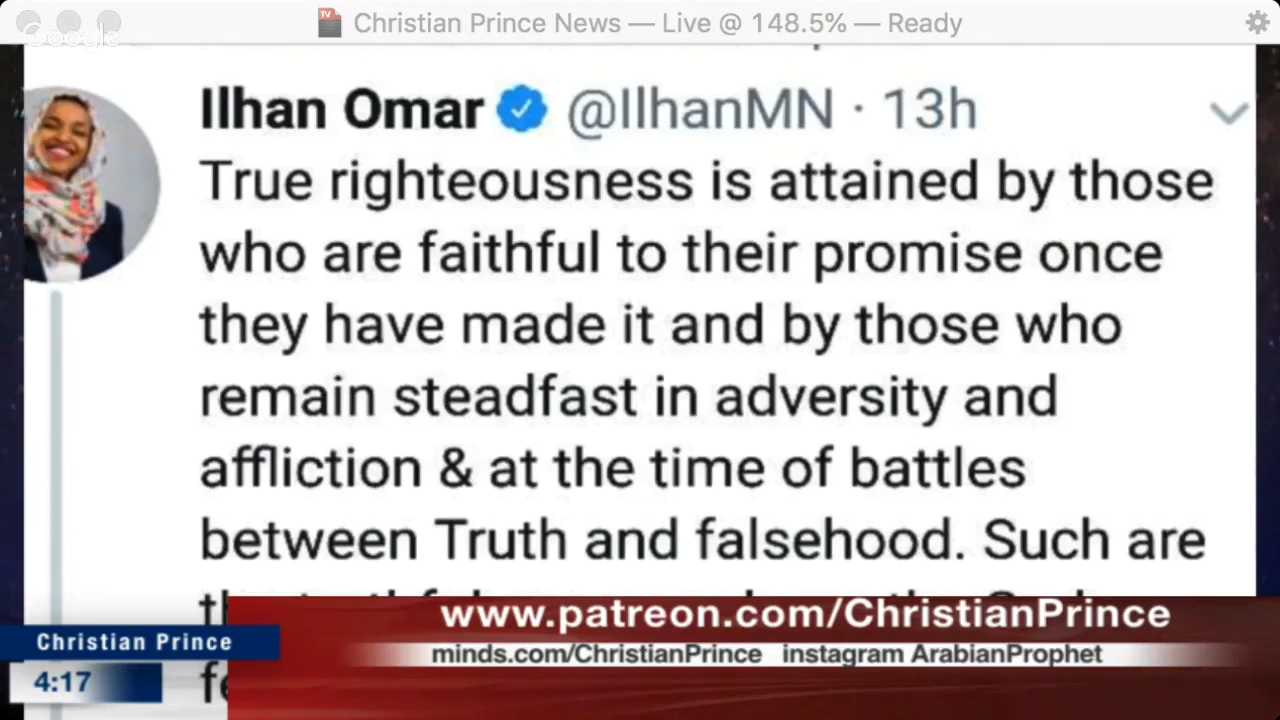 Christian Prince News — Live @ 148.5% — Ready
Google
Ilhan Omar @IlhanMN · 13h
True righteousness is attained by those
who are faithful to their promise once
they have made it and by those who
remain steadfast in adversity and
affliction & at the time of battles
between Truth and falsehood. Such are
www.patreon.com/ChristianPrince
Christian Prince
minds.com/ChristianPrince instagram ArabianProphet
4:17